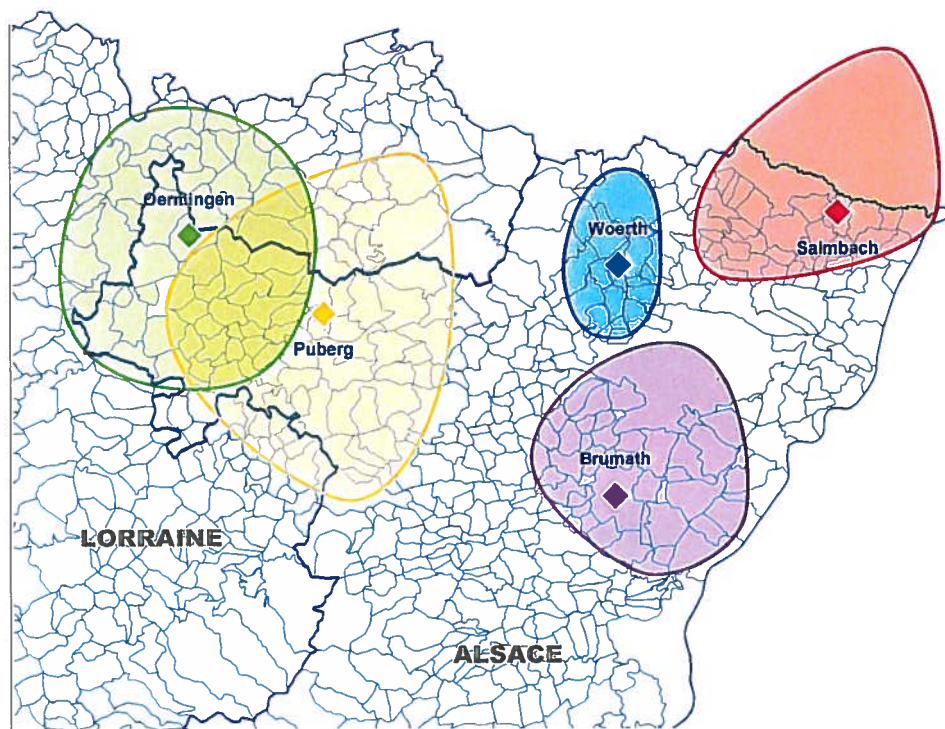 Oermingen
Woerth
Salmbach
Puberg
Brumath
LORRAINE
ALSACE